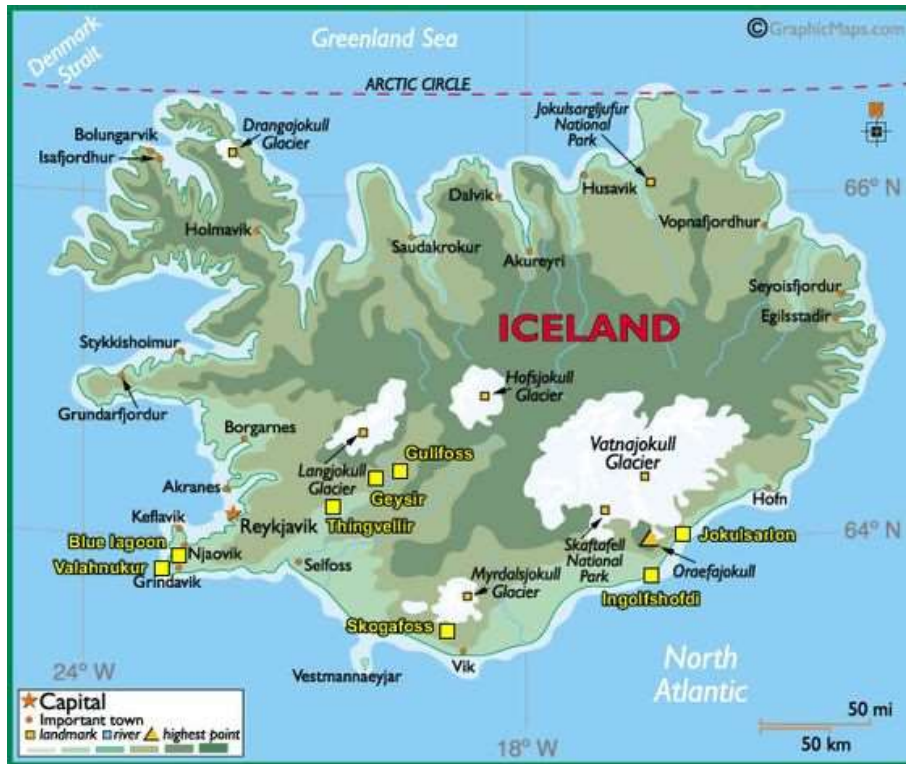 ©GraphicMaps.com
Greenland Sea
Denmark
Strait
ARCTIC CIRCLE
Jokulsargljufur
National
Park
Drangajokull
Glacier
Bolungarvik
Isafjordhur
66° N
Husavik
Dalvik
Vopnafjordhur
Holmavik
Saudakrokur
Akureyri
Seyoisfjordur
Egilsstadir
ICELAND
Stykkishoimur
Hofsjokull
Glacier
Grundarfjordur
Borgarnes
Vatnajokull
Glacier
Gullfoss
Langjokull
Glacier
Geysir
Akranes
Hofn
Thingvellir
Reykjavik
Keflavik
64° N
Jokulsarlon
Blue lagoon
Njaovik
Skaftafell
National
Park
Selfoss
Valahnukur
Grindavik
Oraefajokull
Myrdalsjokull
Glacier
Ingolfshofdi
Skogafoss
North
Atlantic
Vik
24° W
Vestmannaeyjar
Capital
Important town
landmark river highest point
50 mi
50 km
18° W